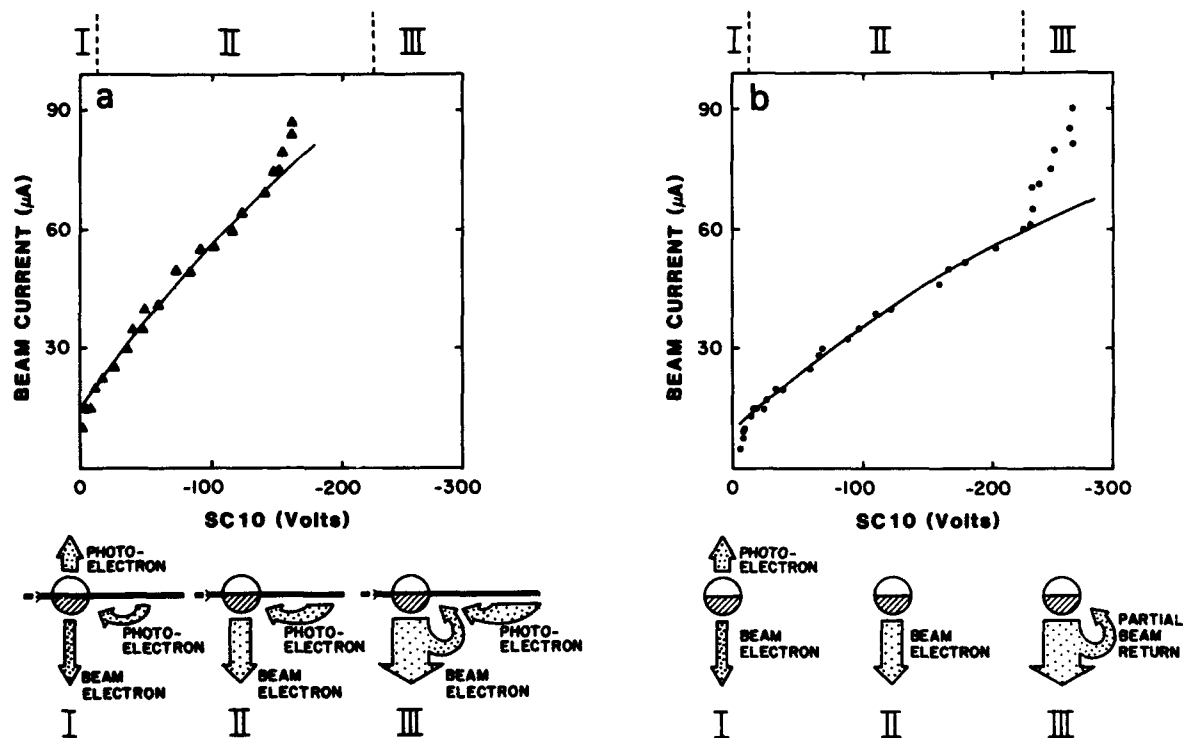 I II III
a
90
60
30
BEAM CURRENT (μA)
0 -100 -200 -300
SC10 (Volts)
PHOTO-
ELECTRON
PHOTO-
ELECTRON
BEAM
ELECTRON
PHOTO-
ELECTRON
BEAM
ELECTRON
PHOTO-
ELECTRON
BEAM
ELECTRON
I II III
I II III
b
90
60
30
BEAM CURRENT (μA)
0 -100 -200 -300
SC10 (Volts)
PHOTO-
ELECTRON
BEAM
ELECTRON
BEAM
ELECTRON
PARTIAL
BEAM
RETURN
BEAM
ELECTRON
I II III